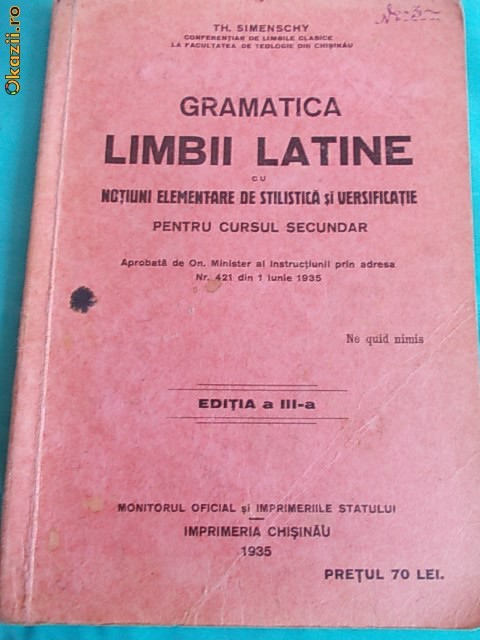 Okazii.ro
TH. SIMENSCHY
CONFERENȚIAR DE LIMBILE CLASICE
LA FACULTATEA DE TEOLOGIE DIN CHIȘINĂU
GRAMATICA
LIMBII LATINE
CU
NOȚIUNI ELEMENTARE DE STILISTICĂ ȘI VERSIFICAȚIE
PENTRU CURSUL SECUNDAR
Aprobată de On. Minister al Instrucțiunii prin adresa
Nr. 421 din 1 Iunie 1935
Ne quid nimis
EDIȚIA a III-a
MONITORUL OFICIAL și IMPRIMERIILE STATULUI
IMPRIMERIA CHIȘINĂU
1935
PREȚUL 70 LEI.